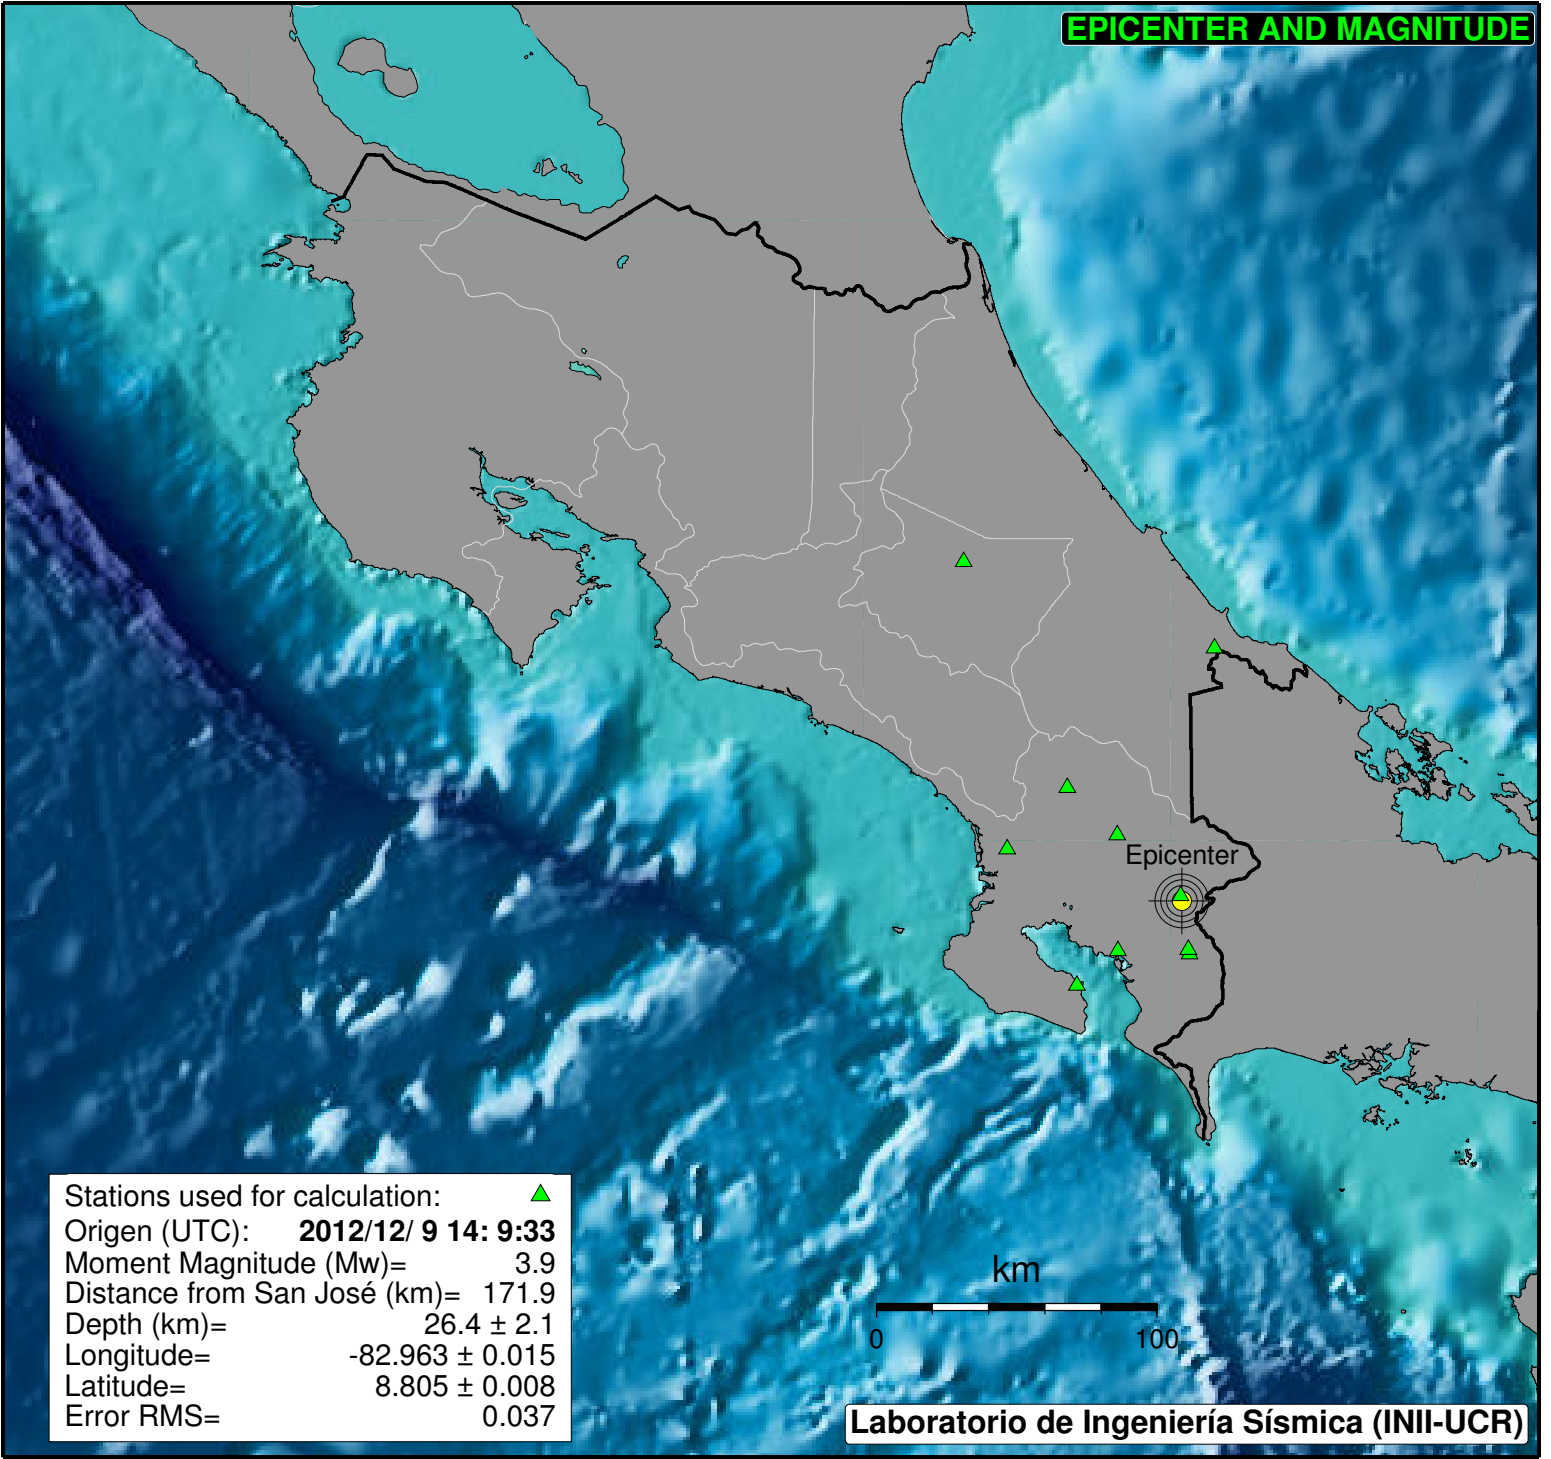 EPICENTER AND MAGNITUDE
Epicenter
Stations used for calculation:
Origen (UTC): 2012/12/ 9 14: 9:33
Moment Magnitude (Mw)= 3.9
Distance from San José (km)= 171.9
Depth (km)= 26.4 ± 2.1
Longitude= -82.963 ± 0.015
Latitude= 8.805 ± 0.008
Error RMS= 0.037
km
0 100
Laboratorio de Ingeniería Sísmica (INII-UCR)